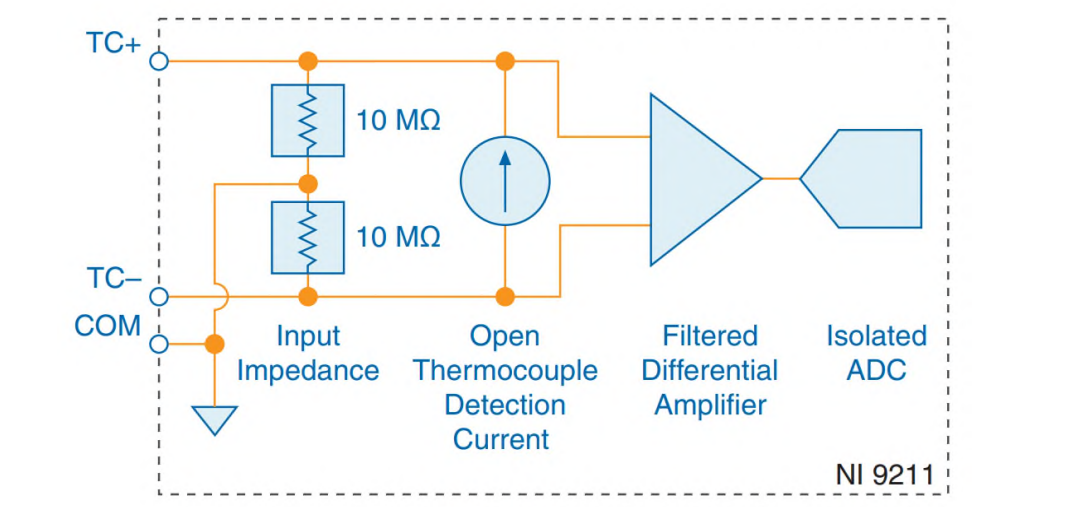 TC+
10 MΩ
10 MΩ
TC–
COM
Input
Impedance
Open
Thermocouple
Detection
Current
Filtered
Differential
Amplifier
Isolated
ADC
NI 9211